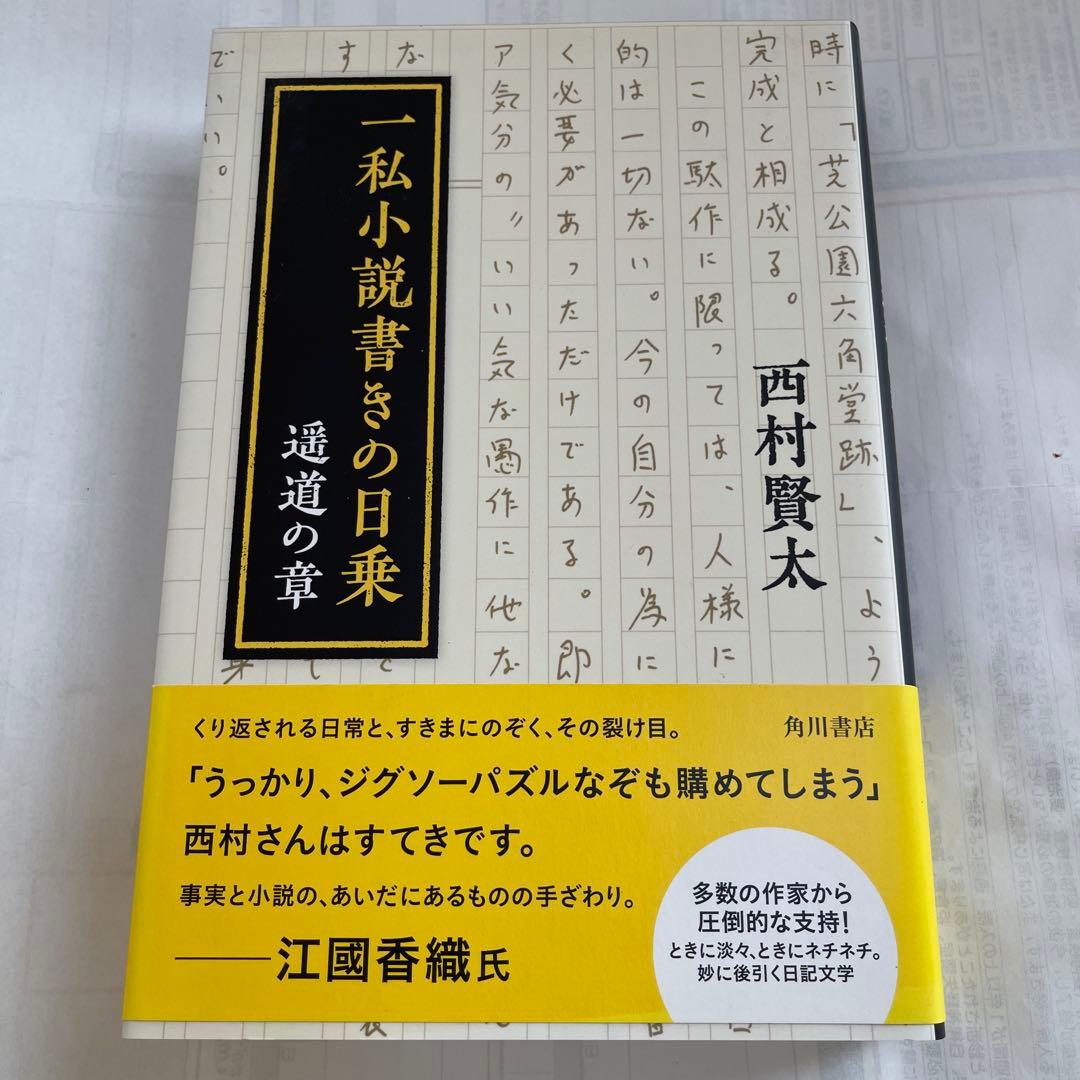 一私小説書きの日乗
遥道の章
西村賢太
時に「芝公園六角堂跡」、よう
完成と相成る。
この駄作に限っては、人様に
的は一切ない。今の自分の為に
く必要があっただけである。即
ア気分の〃いい気な愚作に他な
な
す
でいい。
くり返される日常と、すきまにのぞく、その裂け目。
角川書店
「うっかり、ジグソーパズルなぞも購めてしまう」
西村さんはすてきです。
事実と小説の、あいだにあるものの手ざわり。
――江國香織氏
多数の作家から
圧倒的な支持!
ときに淡々、ときにネチネチ。
妙に後引く日記文学